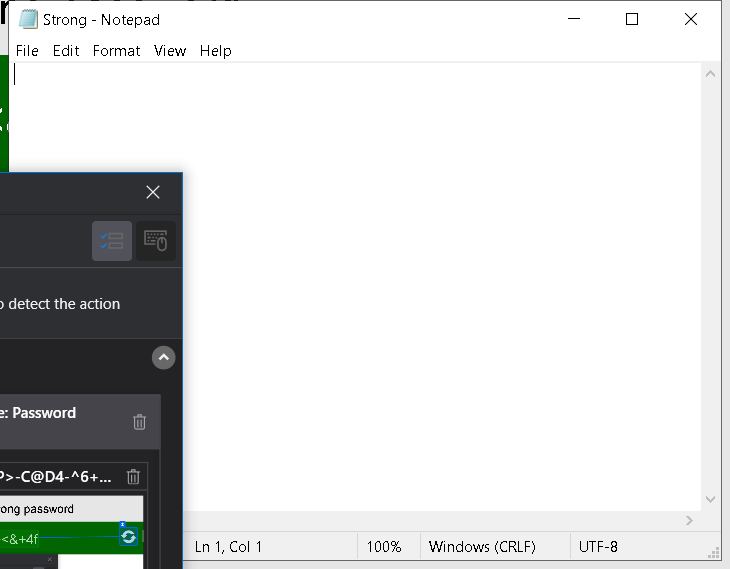 Strong - Notepad
File Edit Format View Help
detect the action
e: Password
P>-C@D4-^6+...
ong password
<&+4f
Ln 1, Col 1
100%
Windows (CRLF)
UTF-8